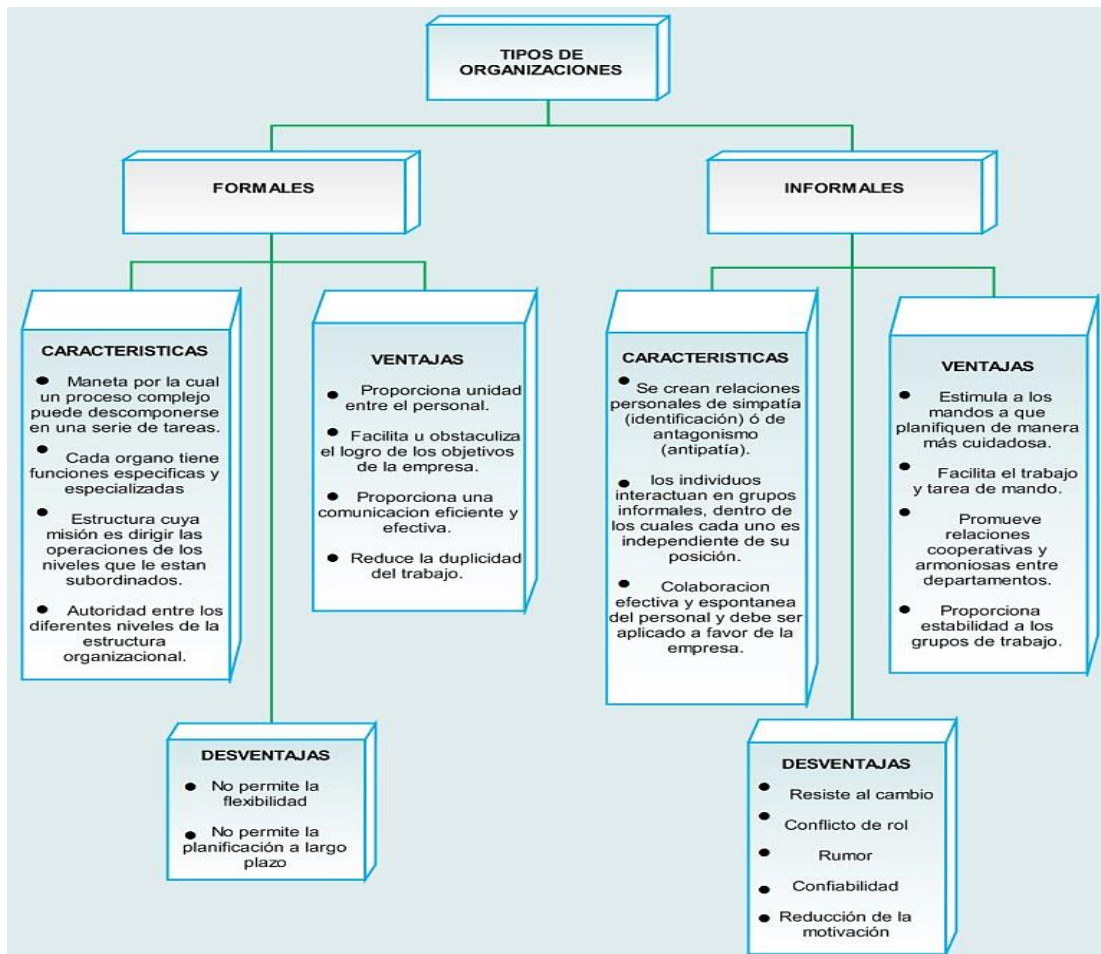 TIPOS DE
ORGANIZACIONES
FORMALES
INFORMALES
CARACTERISTICAS
● Maneta por la cual
un proceso complejo
puede descomponerse
en una serie de tareas.
● Cada organo tiene
funciones especificas y
especializadas
● Estructura cuya
misión es dirigir las
operaciones de los
niveles que le estan
subordinados.
● Autoridad entre los
diferentes niveles de la
estructura
organizacional.
VENTAJAS
● Proporciona unidad
entre el personal.
● Facilita u obstaculiza
el logro de los objetivos
de la empresa.
● Proporciona una
comunicacion eficiente y
efectiva.
● Reduce la duplicidad
del trabajo.
DESVENTAJAS
● No permite la
flexibilidad
● No permite la
planificación a largo
plazo
CARACTERISTICAS
● Se crean relaciones
personales de simpatía
(identificación) ó de
antagonismo
(antipatía).
● los individuos
interactuan en grupos
informales, dentro de
los cuales cada uno es
independiente de su
posición.
● Colaboracion
efectiva y espontanea
del personal y debe ser
aplicado a favor de la
empresa.
VENTAJAS
● Estimula a los
mandos a que
planifiquen de manera
más cuidadosa.
● Facilita el trabajo
y tarea de mando.
● Promueve
relaciones
cooperativas y
armoniosas entre
departamentos.
● Proporciona
estabilidad a los
grupos de trabajo.
DESVENTAJAS
● Resiste al cambio
● Conflicto de rol
● Rumor
● Confiabilidad
● Reducción de la
motivación